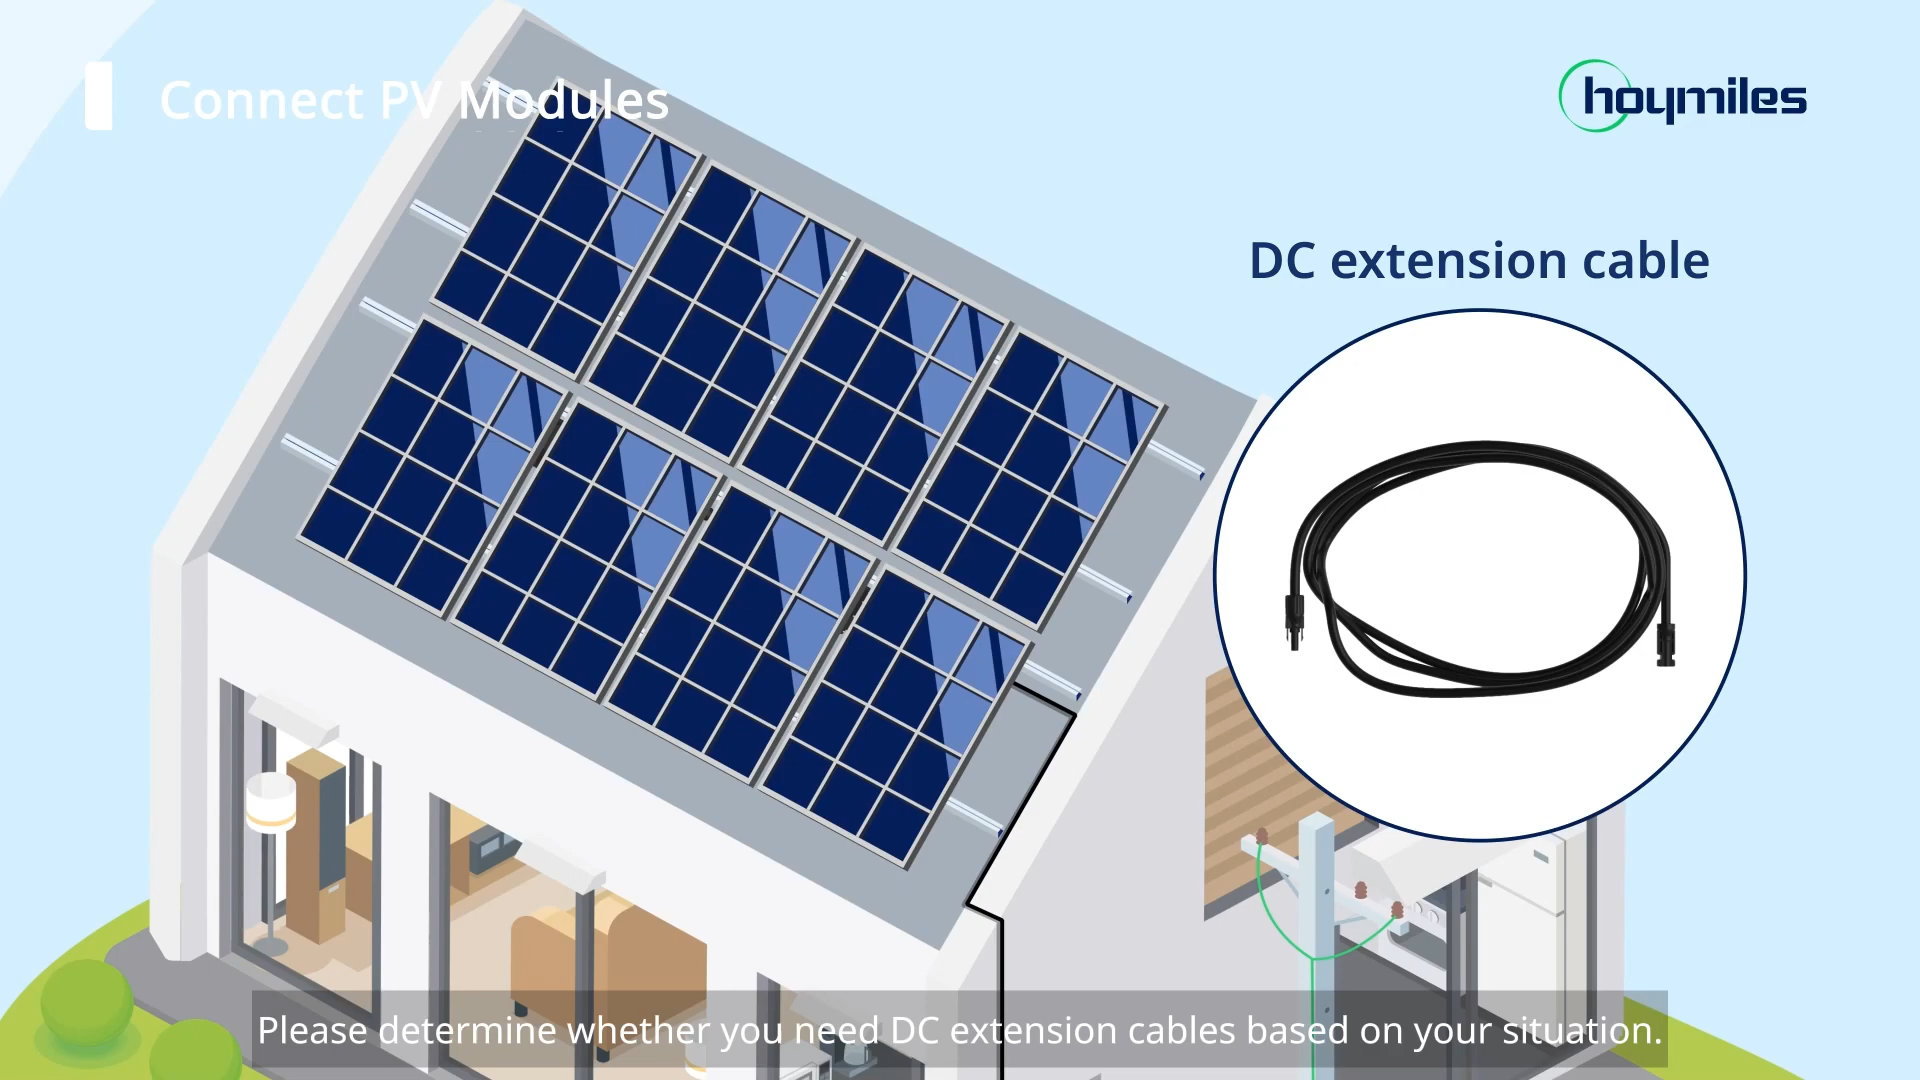 Connect PV Modules
hoymiles
DC extension cable
Please determine whether you need DC extension cables based on your situation.